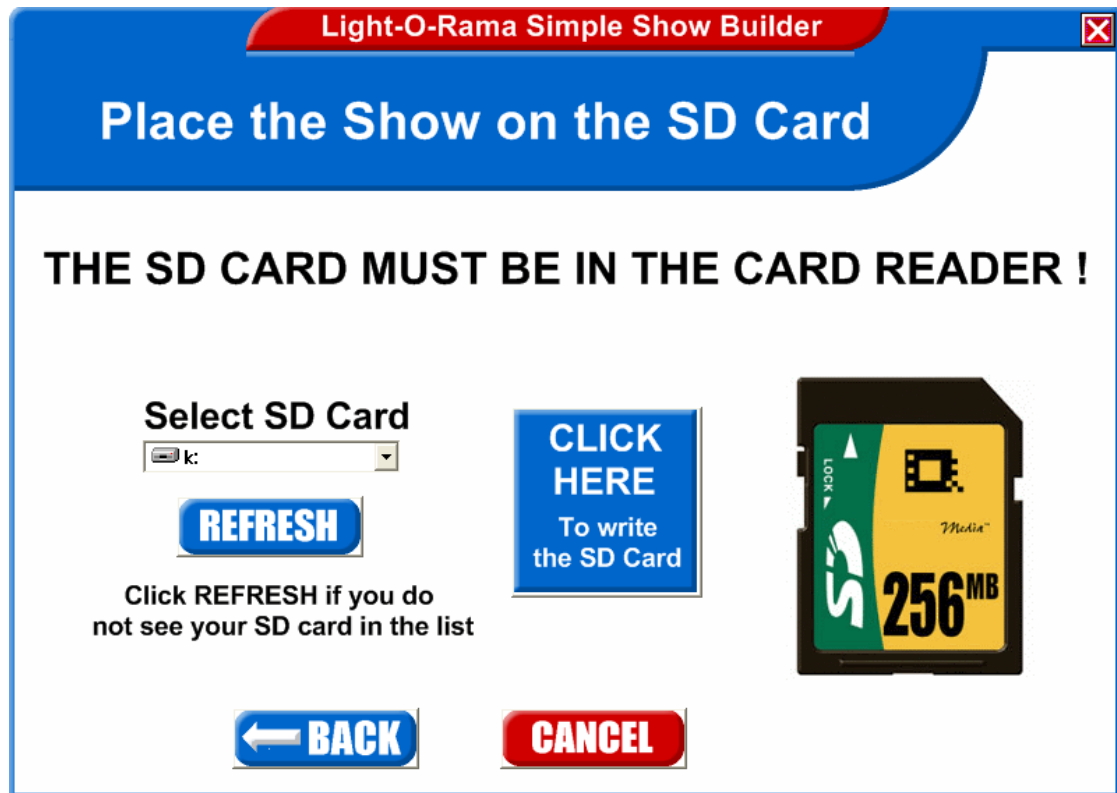 Light-O-Rama Simple Show Builder
Place the Show on the SD Card
THE SD CARD MUST BE IN THE CARD READER !
Select SD Card
k:
REFRESH
Click REFRESH if you do
not see your SD card in the list
CLICK
HERE
To write
the SD Card
LOCK
Media™
SD
256MB
BACK
CANCEL